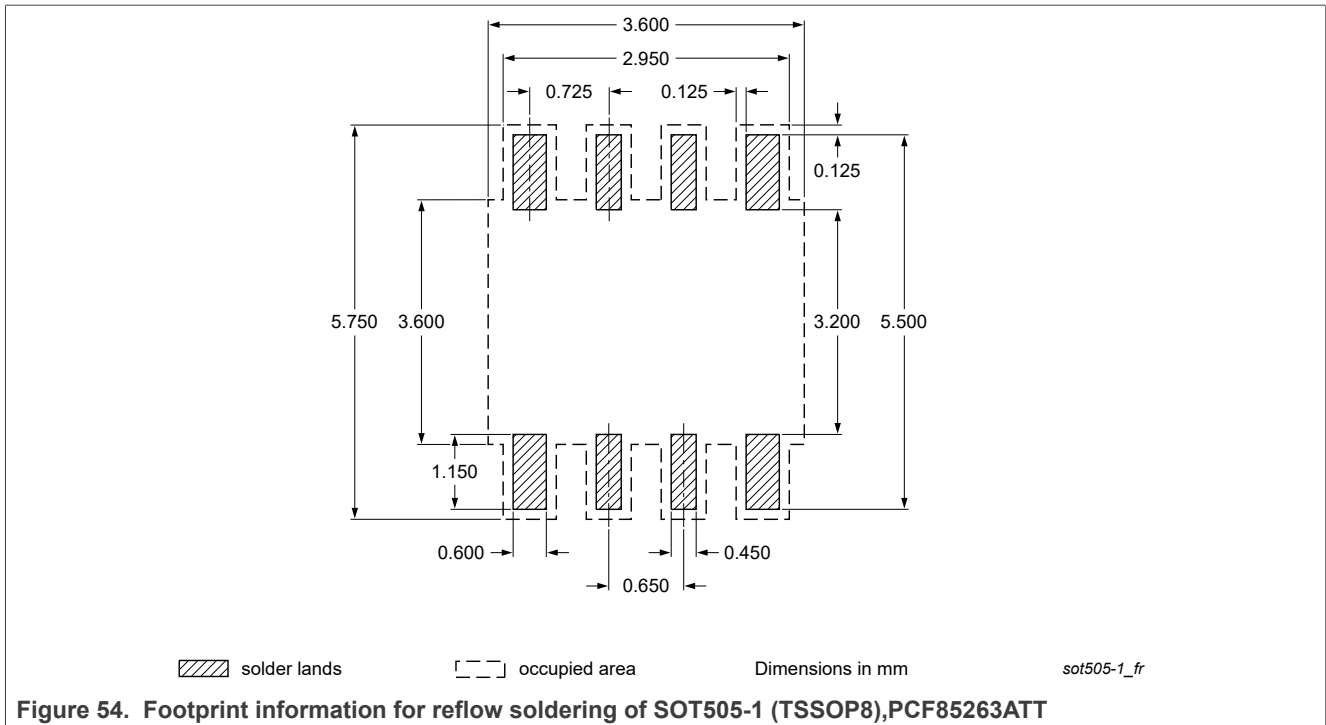 3.600
2.950
0.725
0.125
0.125
5.750
3.600
3.200
5.500
1.150
0.600
0.450
0.650
solder lands
occupied area
Dimensions in mm
sot505-1_fr
Figure 54. Footprint information for reflow soldering of SOT505-1 (TSSOP8),PCF85263ATT